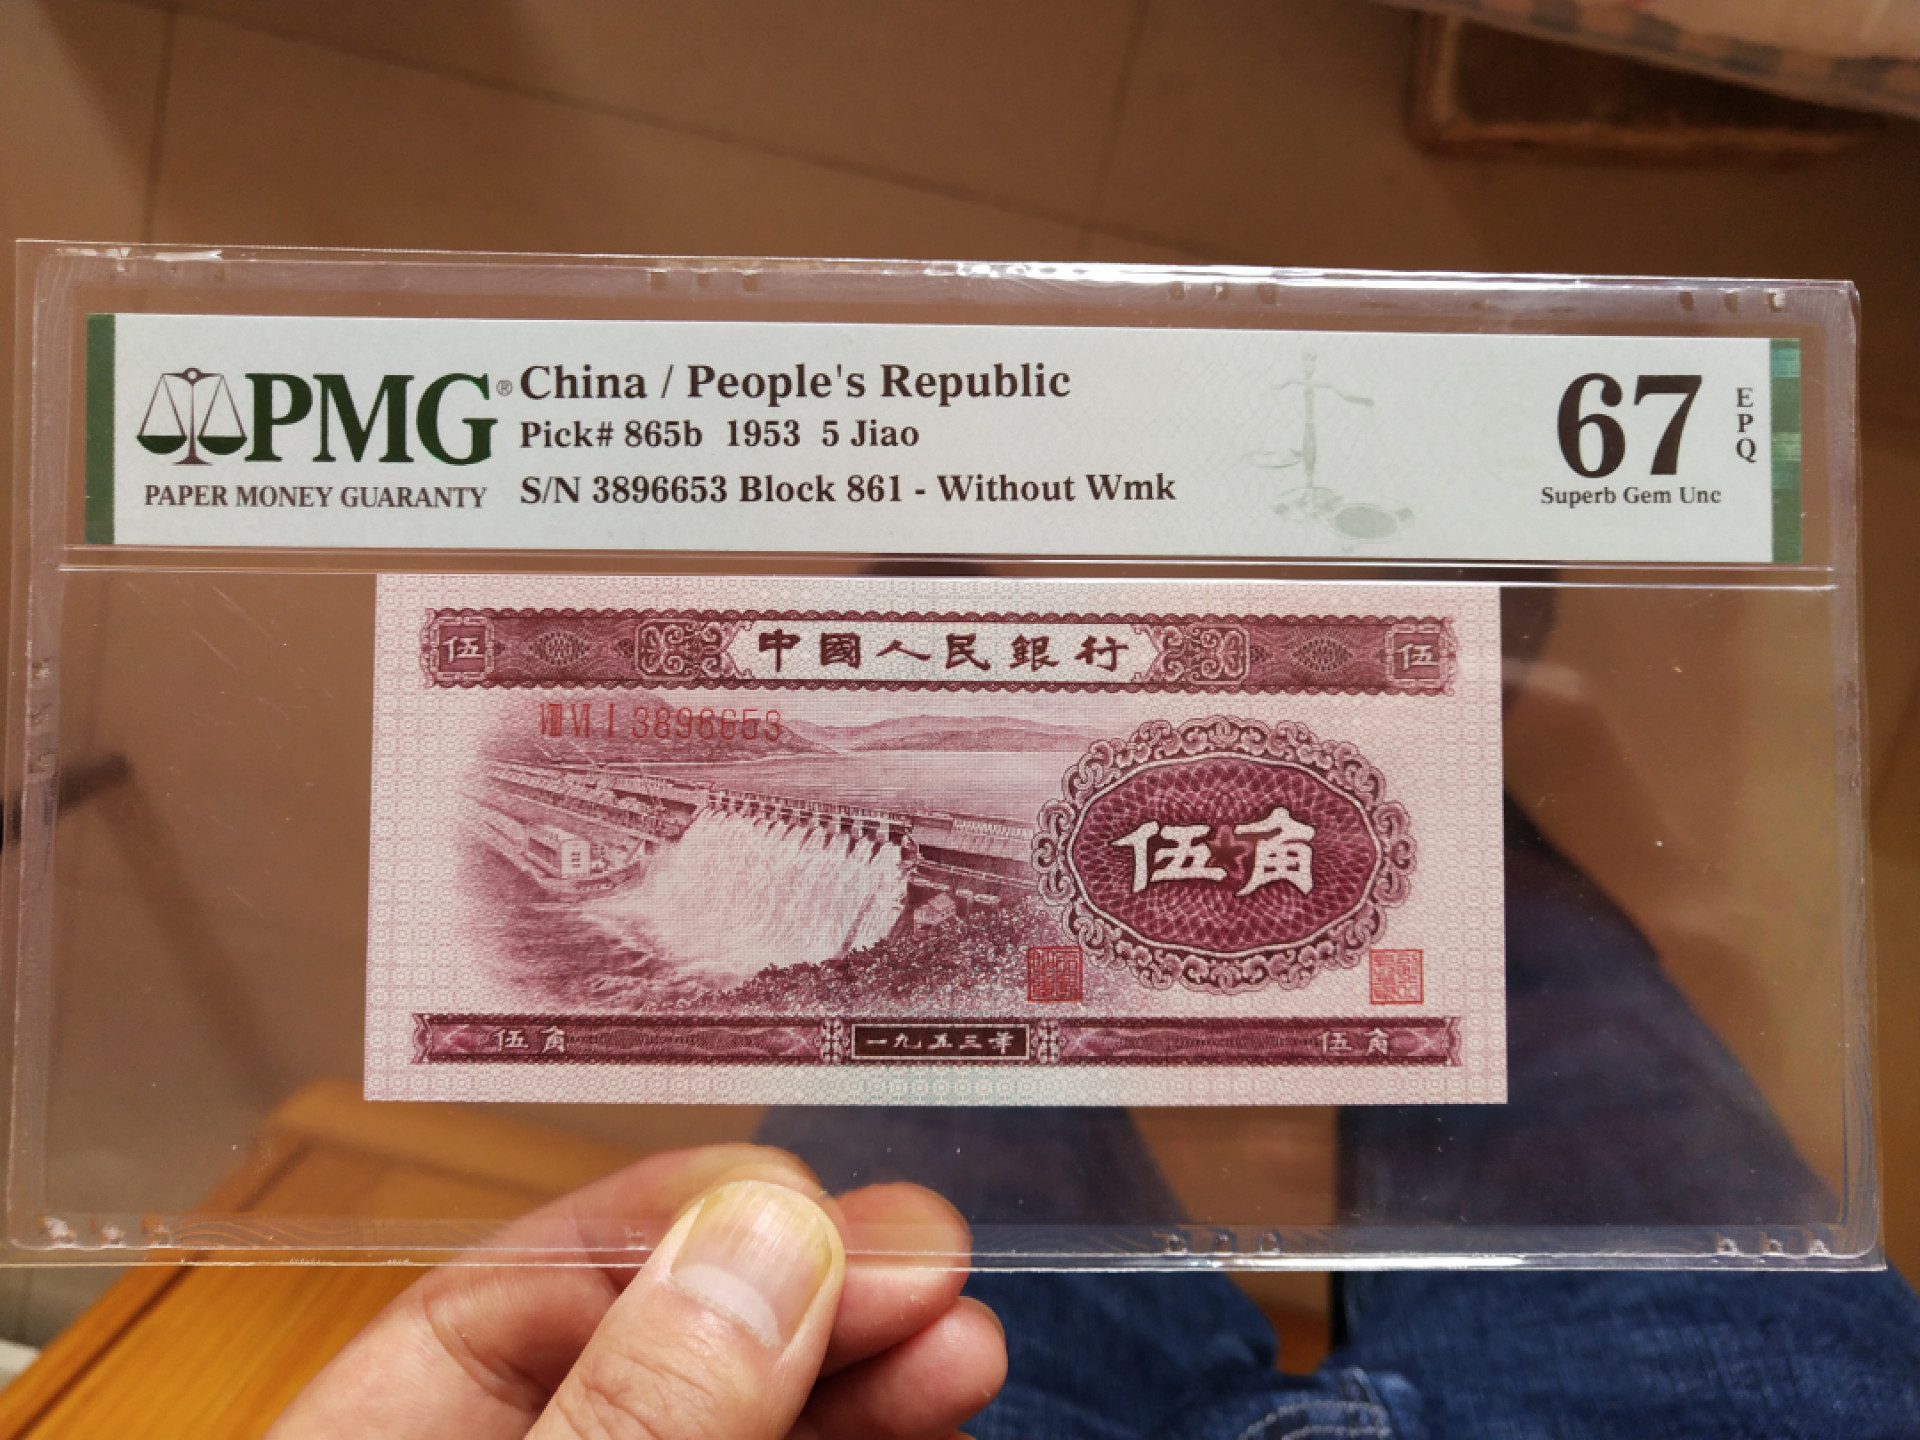 PMG® China / People's Republic
Pick# 865b 1953 5 Jiao
PAPER MONEY GUARANTY S/N 3896653 Block 861 - Without Wmk
67 EPQ
Superb Gem Unc
伍 中國人民銀行 伍
VIII VI I 3896653
伍角
伍角 一九五三年 伍角